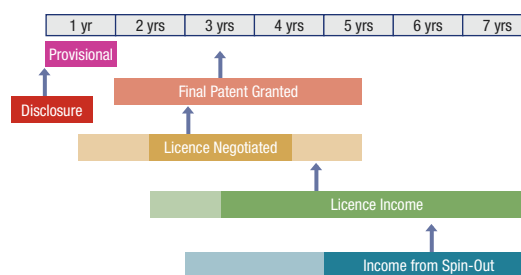 1 yr 2 yrs 3 yrs 4 yrs 5 yrs 6 yrs 7 yrs
Provisional
Final Patent Granted
Disclosure
Licence Negotiated
Licence Income
Income from Spin-Out